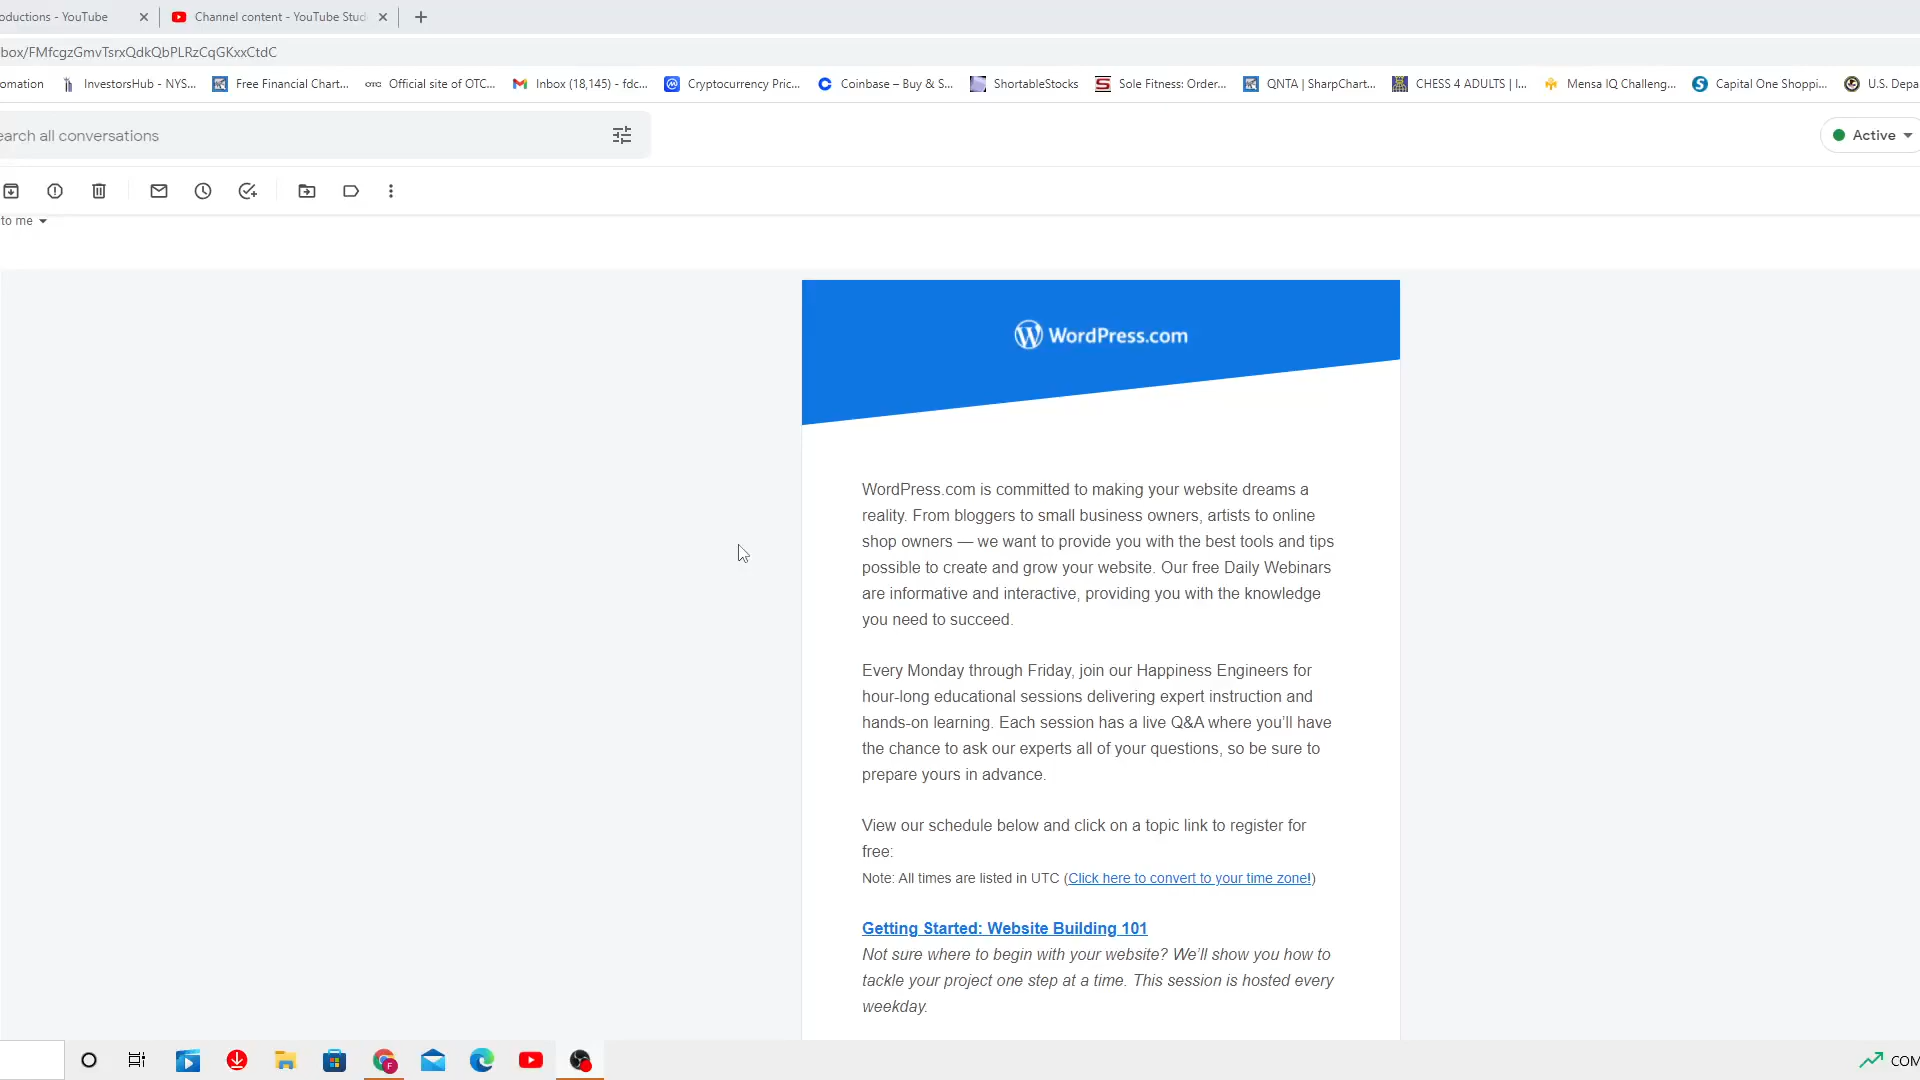 oductions - YouTube
Channel content - YouTube Stud
box/FMfcgzGmvTsrxQdkQbPLRzCqGKxxCtdC
omation
InvestorsHub - NYS...
Free Financial Chart...
OTC
Official site of OTC...
Inbox (18,145) - fdc...
Cryptocurrency Pric...
Coinbase – Buy & S...
ShortableStocks
Sole Fitness: Order...
QNTA | SharpChart...
CHESS 4 ADULTS | I...
Mensa IQ Challeng...
Capital One Shoppi...
U.S. Depa
earch all conversations
Active
to me
WordPress.com
WordPress.com is committed to making your website dreams a
reality. From bloggers to small business owners, artists to online
shop owners — we want to provide you with the best tools and tips
possible to create and grow your website. Our free Daily Webinars
are informative and interactive, providing you with the knowledge
you need to succeed.
Every Monday through Friday, join our Happiness Engineers for
hour-long educational sessions delivering expert instruction and
hands-on learning. Each session has a live Q&A where you’ll have
the chance to ask our experts all of your questions, so be sure to
prepare yours in advance.
View our schedule below and click on a topic link to register for
free:
Note: All times are listed in UTC (Click here to convert to your time zone!)
Getting Started: Website Building 101
Not sure where to begin with your website? We’ll show you how to
tackle your project one step at a time. This session is hosted every
weekday.
COM